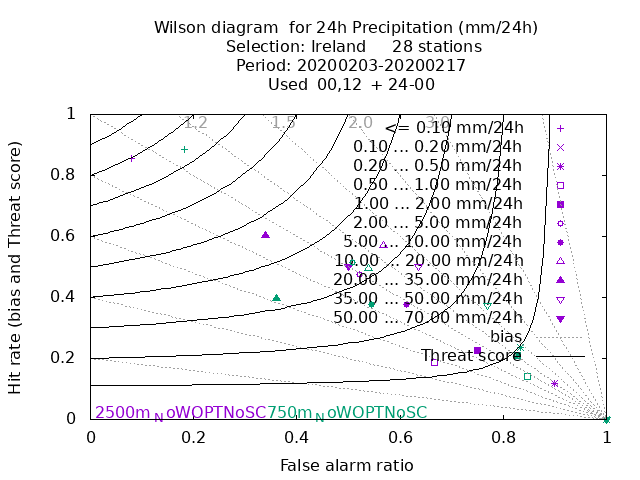 Wilson diagram for 24h Precipitation (mm/24h)
Selection: Ireland 28 stations
Period: 20200203-20200217
Used 00,12 + 24-00
1.2 1.5 2.0 3.0
<= 0.10 mm/24h
0.10 ... 0.20 mm/24h
0.20 ... 0.50 mm/24h
0.50 ... 1.00 mm/24h
1.00 ... 2.00 mm/24h
2.00 ... 5.00 mm/24h
5.00 ... 10.00 mm/24h
10.00 ... 20.00 mm/24h
20.00 ... 35.00 mm/24h
35.00 ... 50.00 mm/24h
50.00 ... 70.00 mm/24h
bias
Threat score
Hit rate (bias and Threat score)
1
0.8
0.6
0.4
0.2
0
2500m NoWOPTNoSC 750m NoWOPTNoSC
0 0.2 0.4 0.6 0.8 1
False alarm ratio